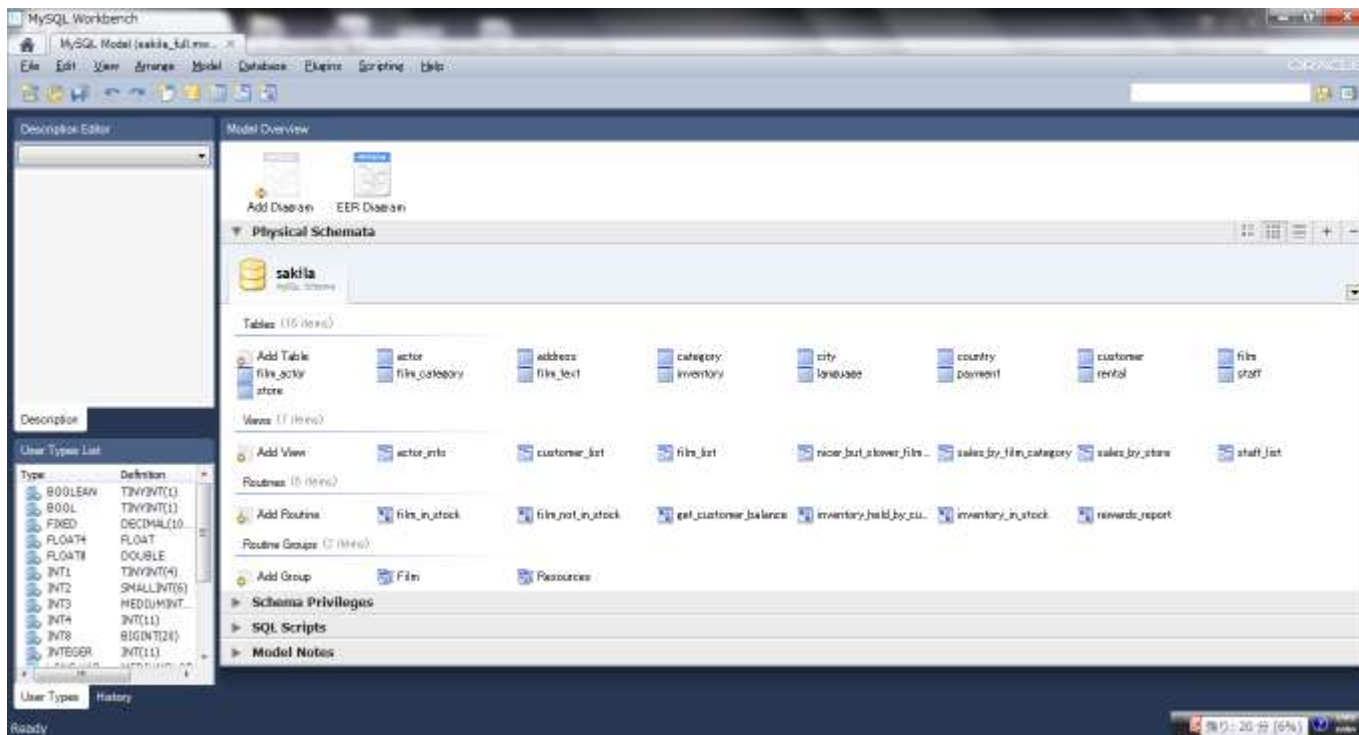 MySQL Workbench
MySQL Model (sakila_full.mw... ×
File Edit View Arrange Model Database Plugins Scripting Help
ORACLE
Description Editor
Model Overview
Add Diagram EER Diagram
Physical Schemata
sakila
MySQL Schema
Tables (16 items)
Add Table actor address category city country customer film
film_actor film_category film_text inventory language payment rental staff
store
Description
Views (7 items)
User Types List
Add View actor_info customer_list film_list nicer_but_slower_film... sales_by_film_category sales_by_store staff_list
Type Definition
BOOLEAN TINYINT(1)
BOOL TINYINT(1)
FIXED DECIMAL(10...
FLOAT4 FLOAT
FLOAT8 DOUBLE
INT1 TINYINT(4)
INT2 SMALLINT(6)
INT3 MEDIUMINT...
INT4 INT(11)
INT8 BIGINT(20)
INTEGER INT(11)
Routines (6 items)
Add Routine film_in_stock film_not_in_stock get_customer_balance inventory_held_by_cu... inventory_in_stock rewards_report
Routine Groups (2 items)
Add Group Film Resources
Schema Privileges
SQL Scripts
Model Notes
User Types History
Ready
残り: 20 分 (6%)